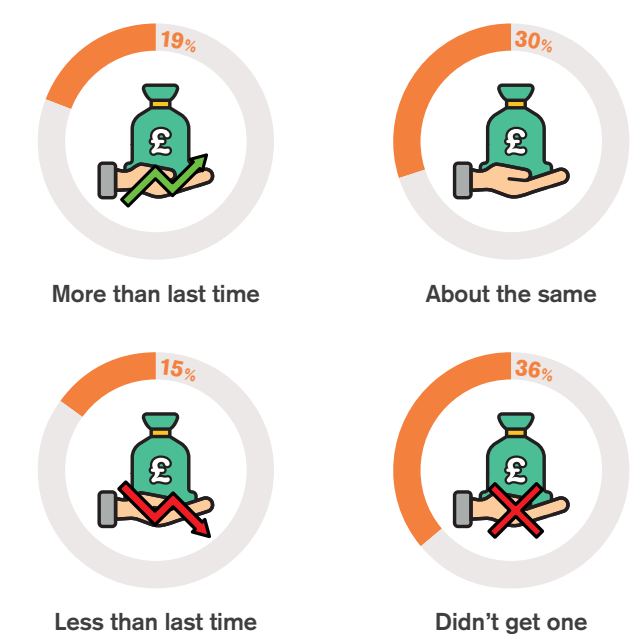 19%
£
More than last time
30%
£
About the same
15%
£
Less than last time
36%
£
Didn't get one